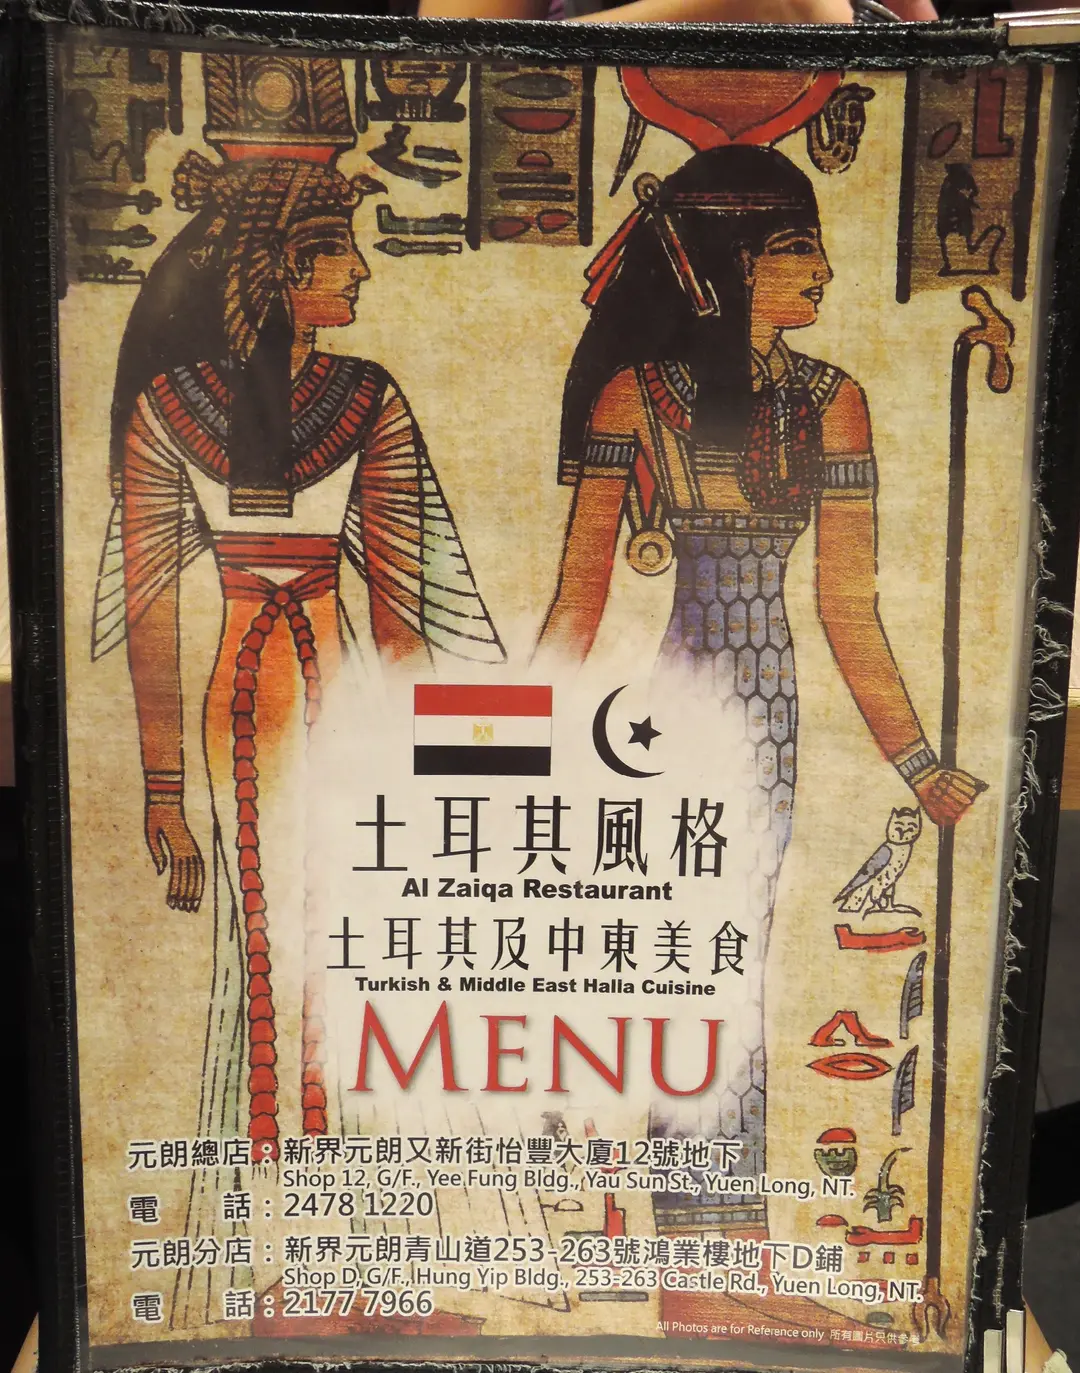 土耳其風格
Al Zaiqa Restaurant
土耳其及中東美食
Turkish & Middle East Halla Cuisine
MENU
元朗總店：新界元朗又新街怡豐大廈12號地下
Shop 12, G/F., Yee Fung Bldg., Yau Sun St., Yuen Long, NT.
電 話：2478 1220
元朗分店：新界元朗青山道253-263號鴻業樓地下D鋪
Shop D, G/F., Hung Yip Bldg., 253-263 Castle Rd., Yuen Long, NT.
電 話：2177 7966
All Photos are for Reference only 所有圖片只供參考